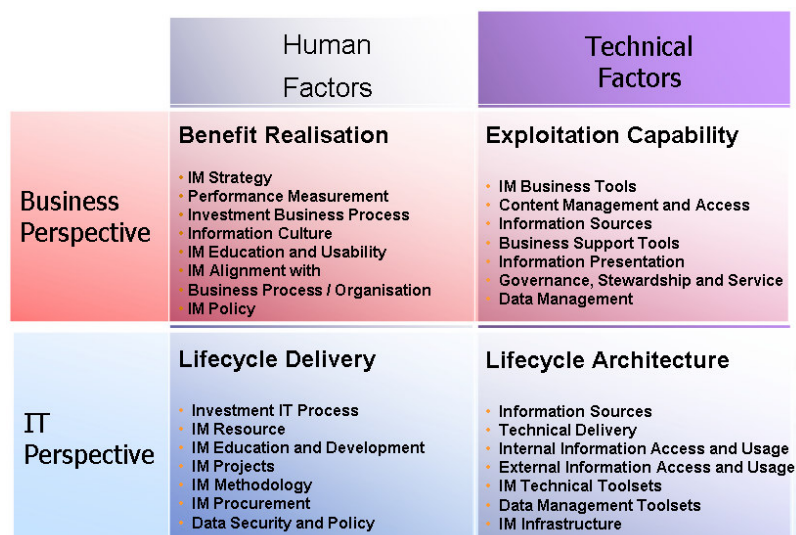 Human
Factors
Technical
Factors
Business
Perspective
Benefit Realisation
• IM Strategy
• Performance Measurement
• Investment Business Process
• Information Culture
• IM Education and Usability
• IM Alignment with
• Business Process / Organisation
• IM Policy
Exploitation Capability
• IM Business Tools
• Content Management and Access
• Information Sources
• Business Support Tools
• Information Presentation
• Governance, Stewardship and Service
• Data Management
IT
Perspective
Lifecycle Delivery
• Investment IT Process
• IM Resource
• IM Education and Development
• IM Projects
• IM Methodology
• IM Procurement
• Data Security and Policy
Lifecycle Architecture
• Information Sources
• Technical Delivery
• Internal Information Access and Usage
• External Information Access and Usage
• IM Technical Toolsets
• Data Management Toolsets
• IM Infrastructure